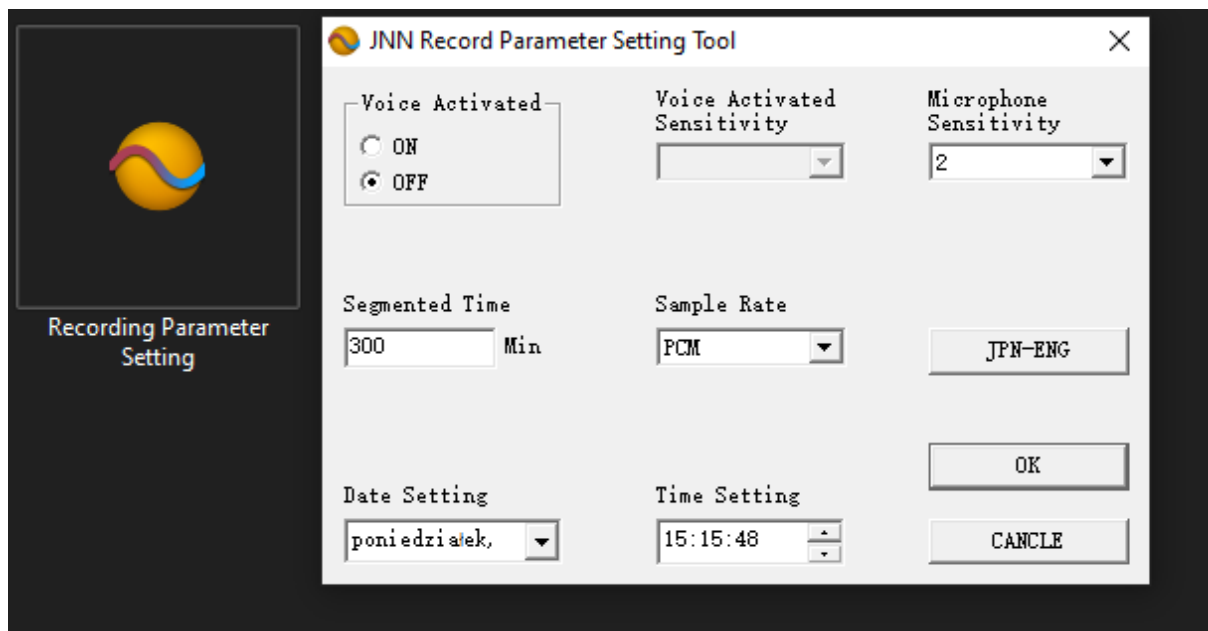 JNN Record Parameter Setting Tool
Voice Activated
ON
OFF
Voice Activated
Sensitivity
Microphone
Sensitivity
2
Segmented Time
300 Min
Sample Rate
PCM
JPN-ENG
Recording Parameter
Setting
OK
Date Setting
poniedziałek,
Time Setting
15:15:48
CANCLE